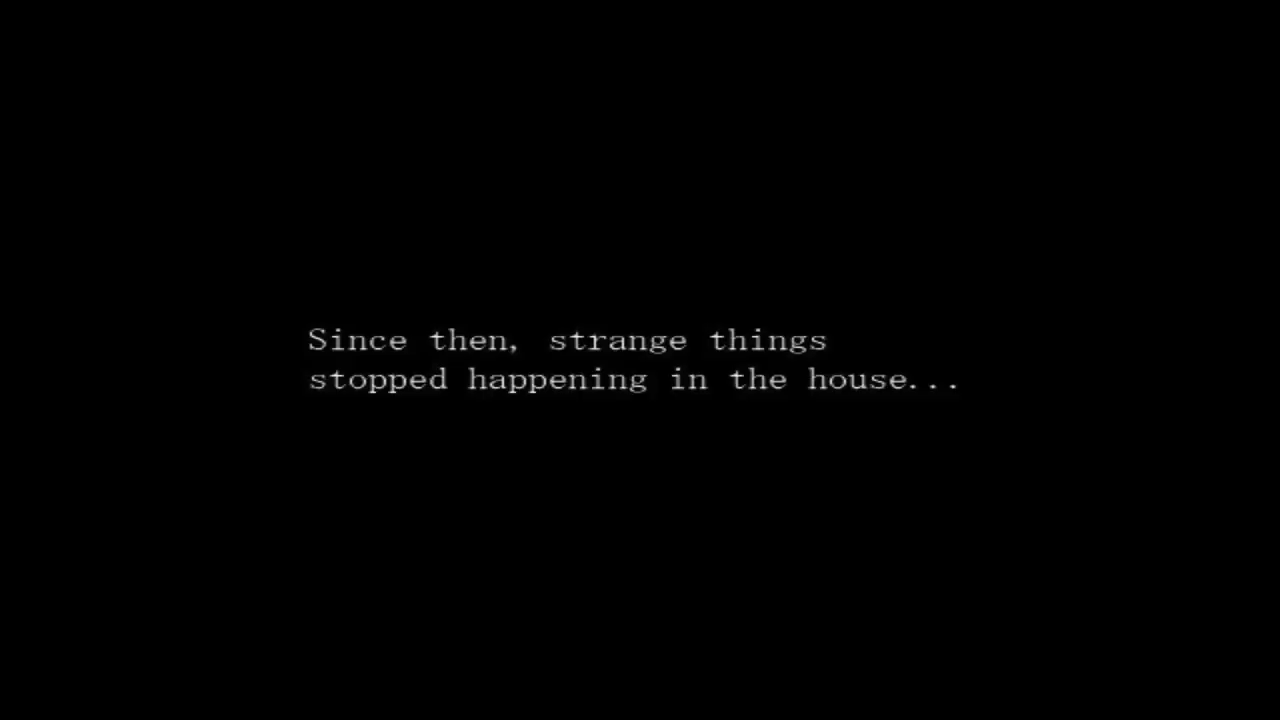 Since then, strange things
stopped happening in the house...